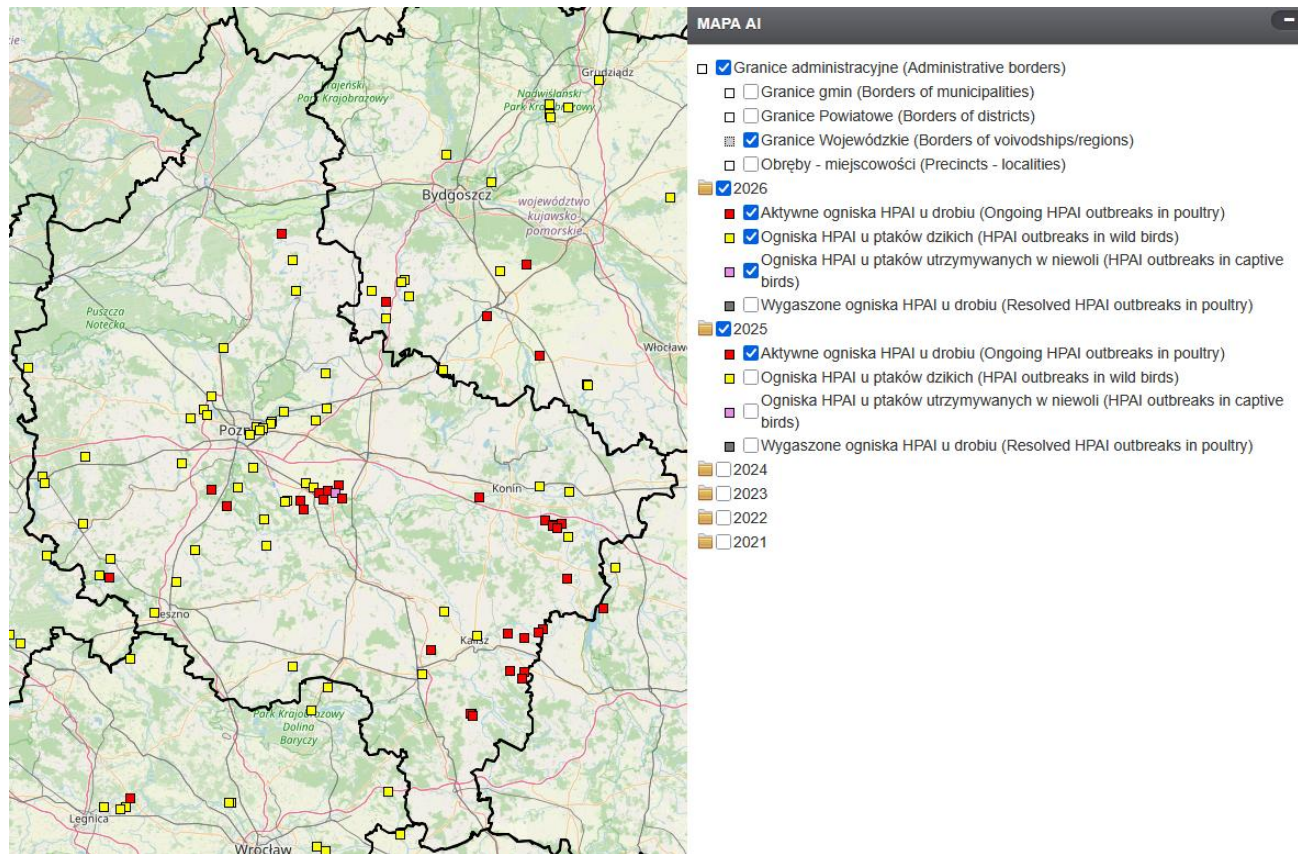 Grudziądz
Krajeński
Park Krajobrazowy
Nadwiślański
Park Krajobrazowy
Bydgoszcz
województwo
kujawsko-
pomorskie
Puszcza
Notecka
Włocławe
Konin
Leszno
Kalisz
Park Krajobrazowy
Dolina
Baryczy
Legnica
Wrocław
MAPA AI
Granice administracyjne (Administrative borders)
Granice gmin (Borders of municipalities)
Granice Powiatowe (Borders of districts)
Granice Wojewódzkie (Borders of voivodships/regions)
Obręby - miejscowości (Precincts - localities)
2026
Aktywne ogniska HPAI u drobiu (Ongoing HPAI outbreaks in poultry)
Ogniska HPAI u ptaków dzikich (HPAI outbreaks in wild birds)
Ogniska HPAI u ptaków utrzymywanych w niewoli (HPAI outbreaks in captive
birds)
Wygaszone ogniska HPAI u drobiu (Resolved HPAI outbreaks in poultry)
2025
Aktywne ogniska HPAI u drobiu (Ongoing HPAI outbreaks in poultry)
Ogniska HPAI u ptaków dzikich (HPAI outbreaks in wild birds)
Ogniska HPAI u ptaków utrzymywanych w niewoli (HPAI outbreaks in captive
birds)
Wygaszone ogniska HPAI u drobiu (Resolved HPAI outbreaks in poultry)
2024
2023
2022
2021